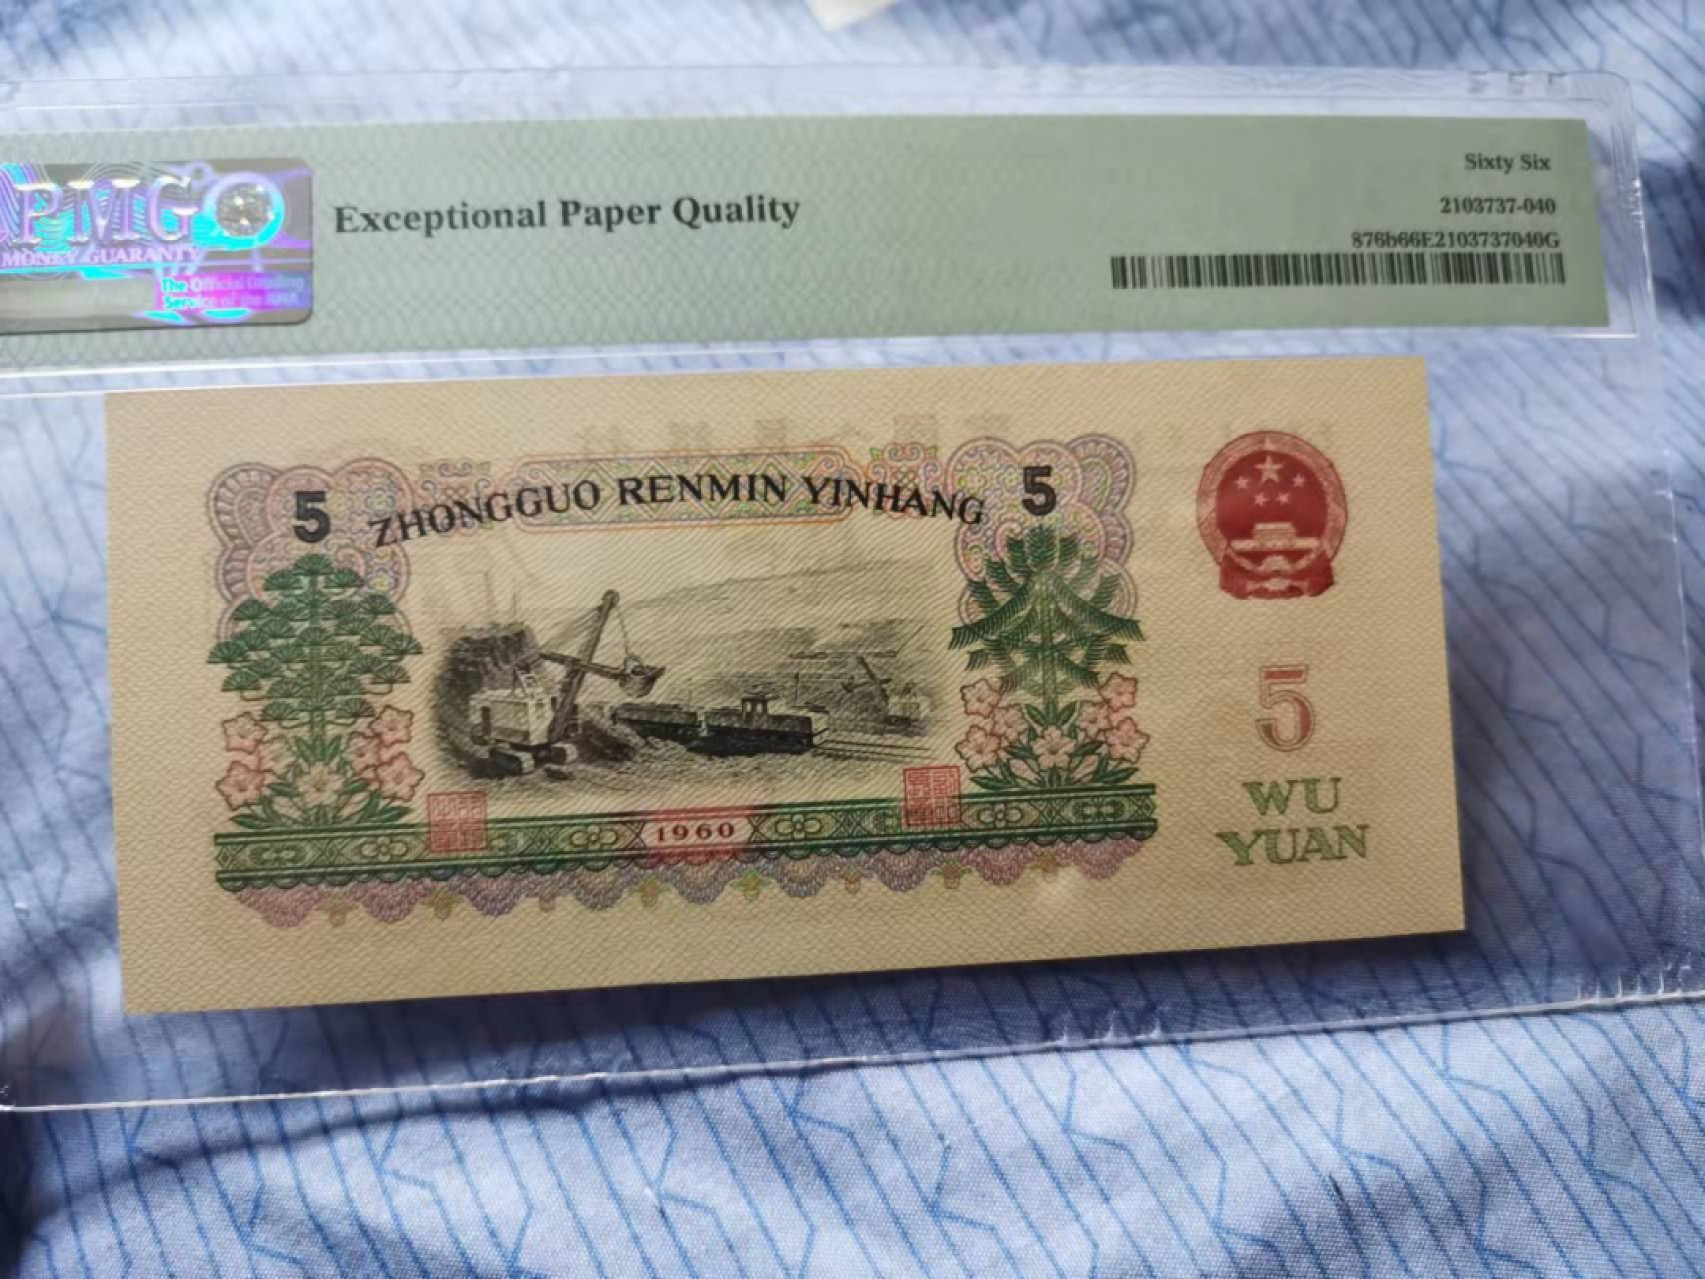 PMG
MONEY GUARANTY
The Official Grading
Service of the ANA
Exceptional Paper Quality
Sixty Six
2103737-040
876b66E2103737040G
5
ZHONGGUO RENMIN YINHANG
5
1960
5
WU
YUAN